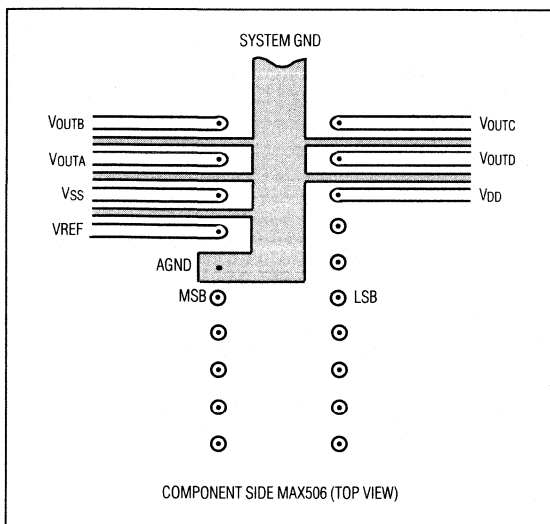 SYSTEM GND
VOUTB
VOUTC
VOUTA
VOUTD
VSS
VDD
VREF
AGND
MSB
LSB
COMPONENT SIDE MAX506 (TOP VIEW)